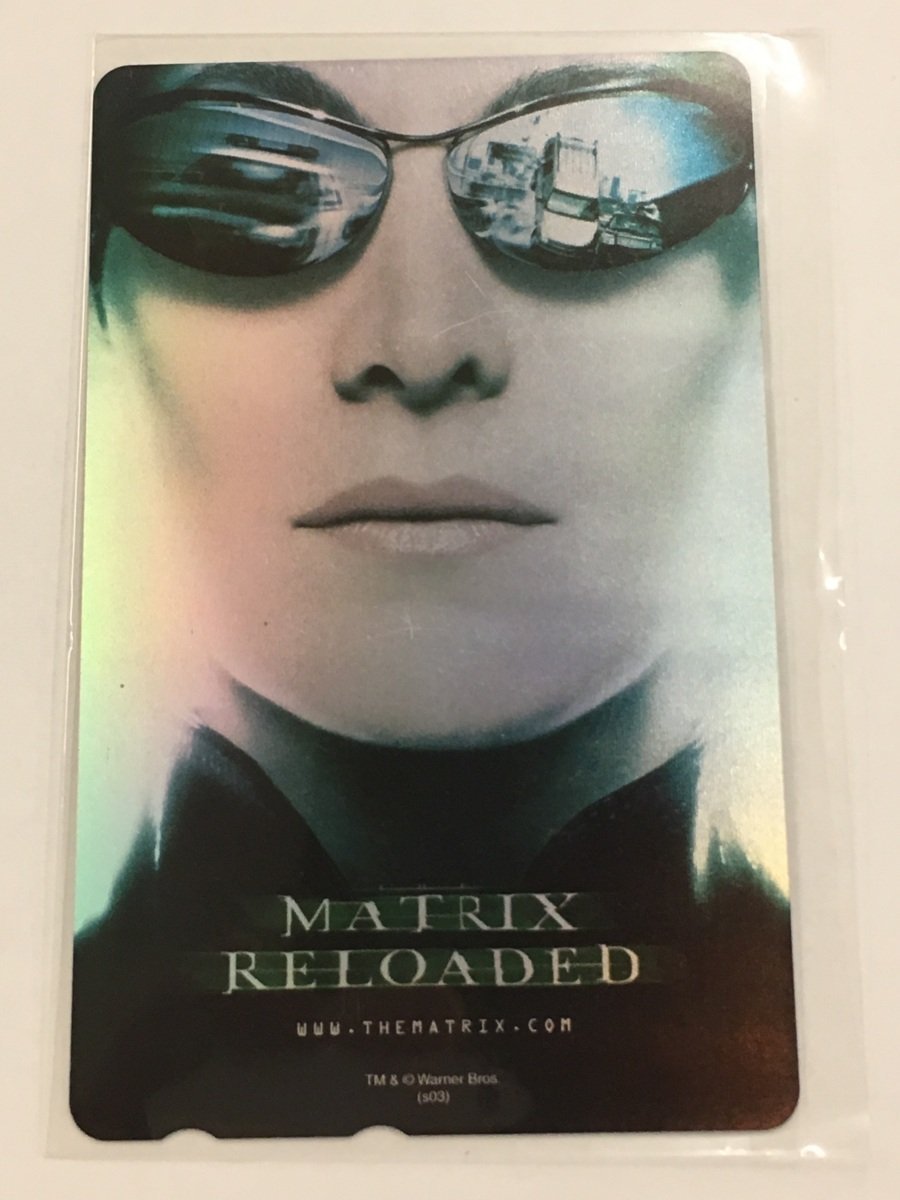 MATRIX
RELOADED
WWW.THEMATRIX.COM
TM & © Warner Bros.
(s03)